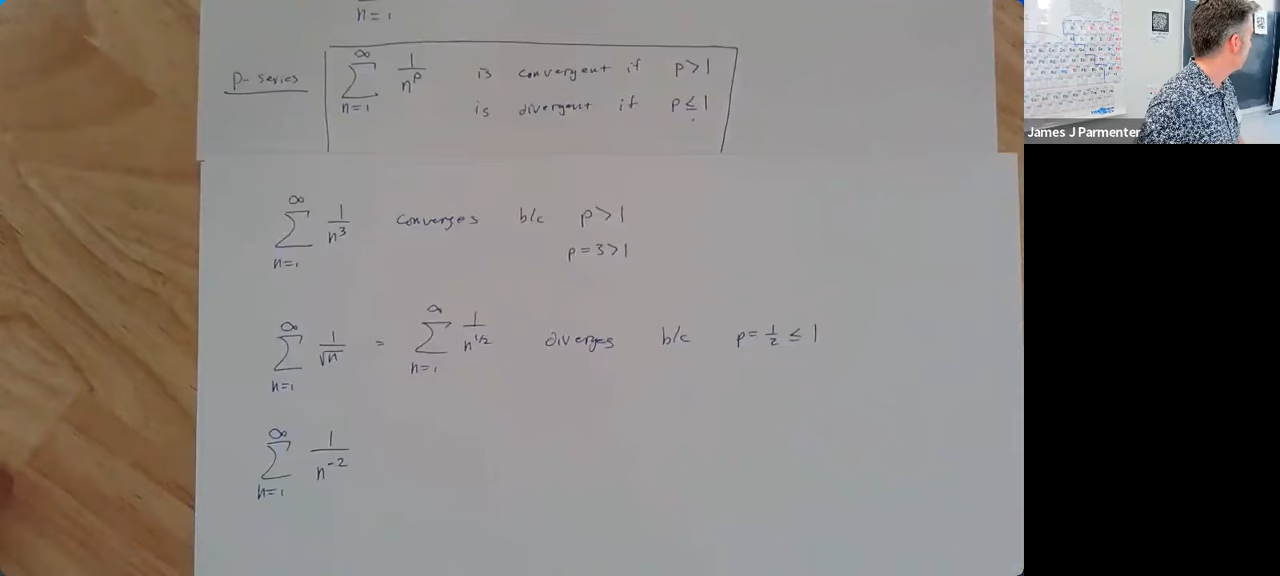 n=1
p-series ∞ ∑ n=1 1/n^p is convergent if p>1
is divergent if p≤1
∞ ∑ n=1 1/n^3 converges b/c p>1
p=3>1
∞ ∑ n=1 1/√n = ∞ ∑ n=1 1/n^1/2 diverges b/c p=1/2 ≤ 1
∞ ∑ n=1 1/n^-2
James J Parmenter